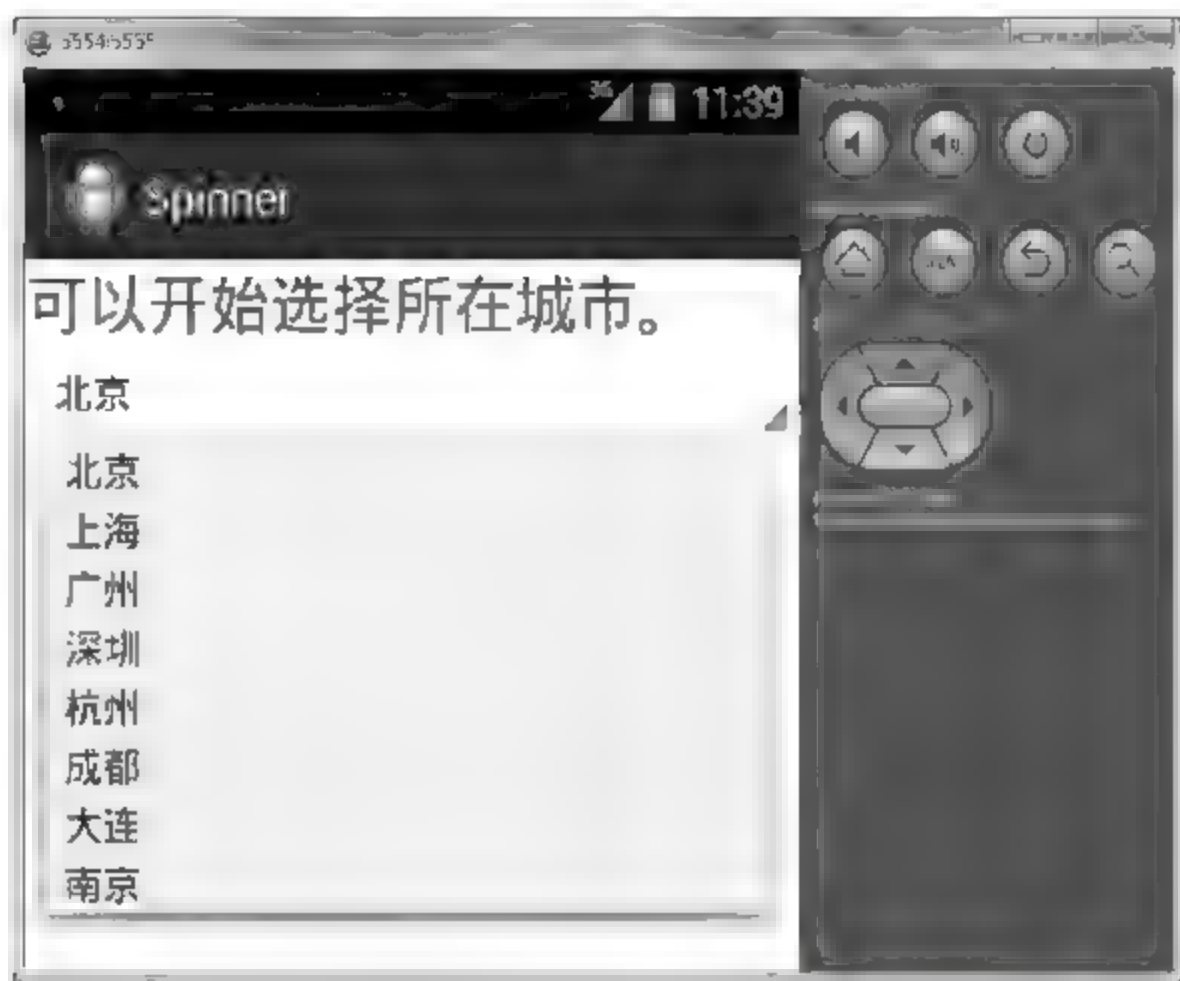 11:39
Spinner
可以开始选择所在城市。
北京
北京
上海
广州
深圳
杭州
成都
大连
南京